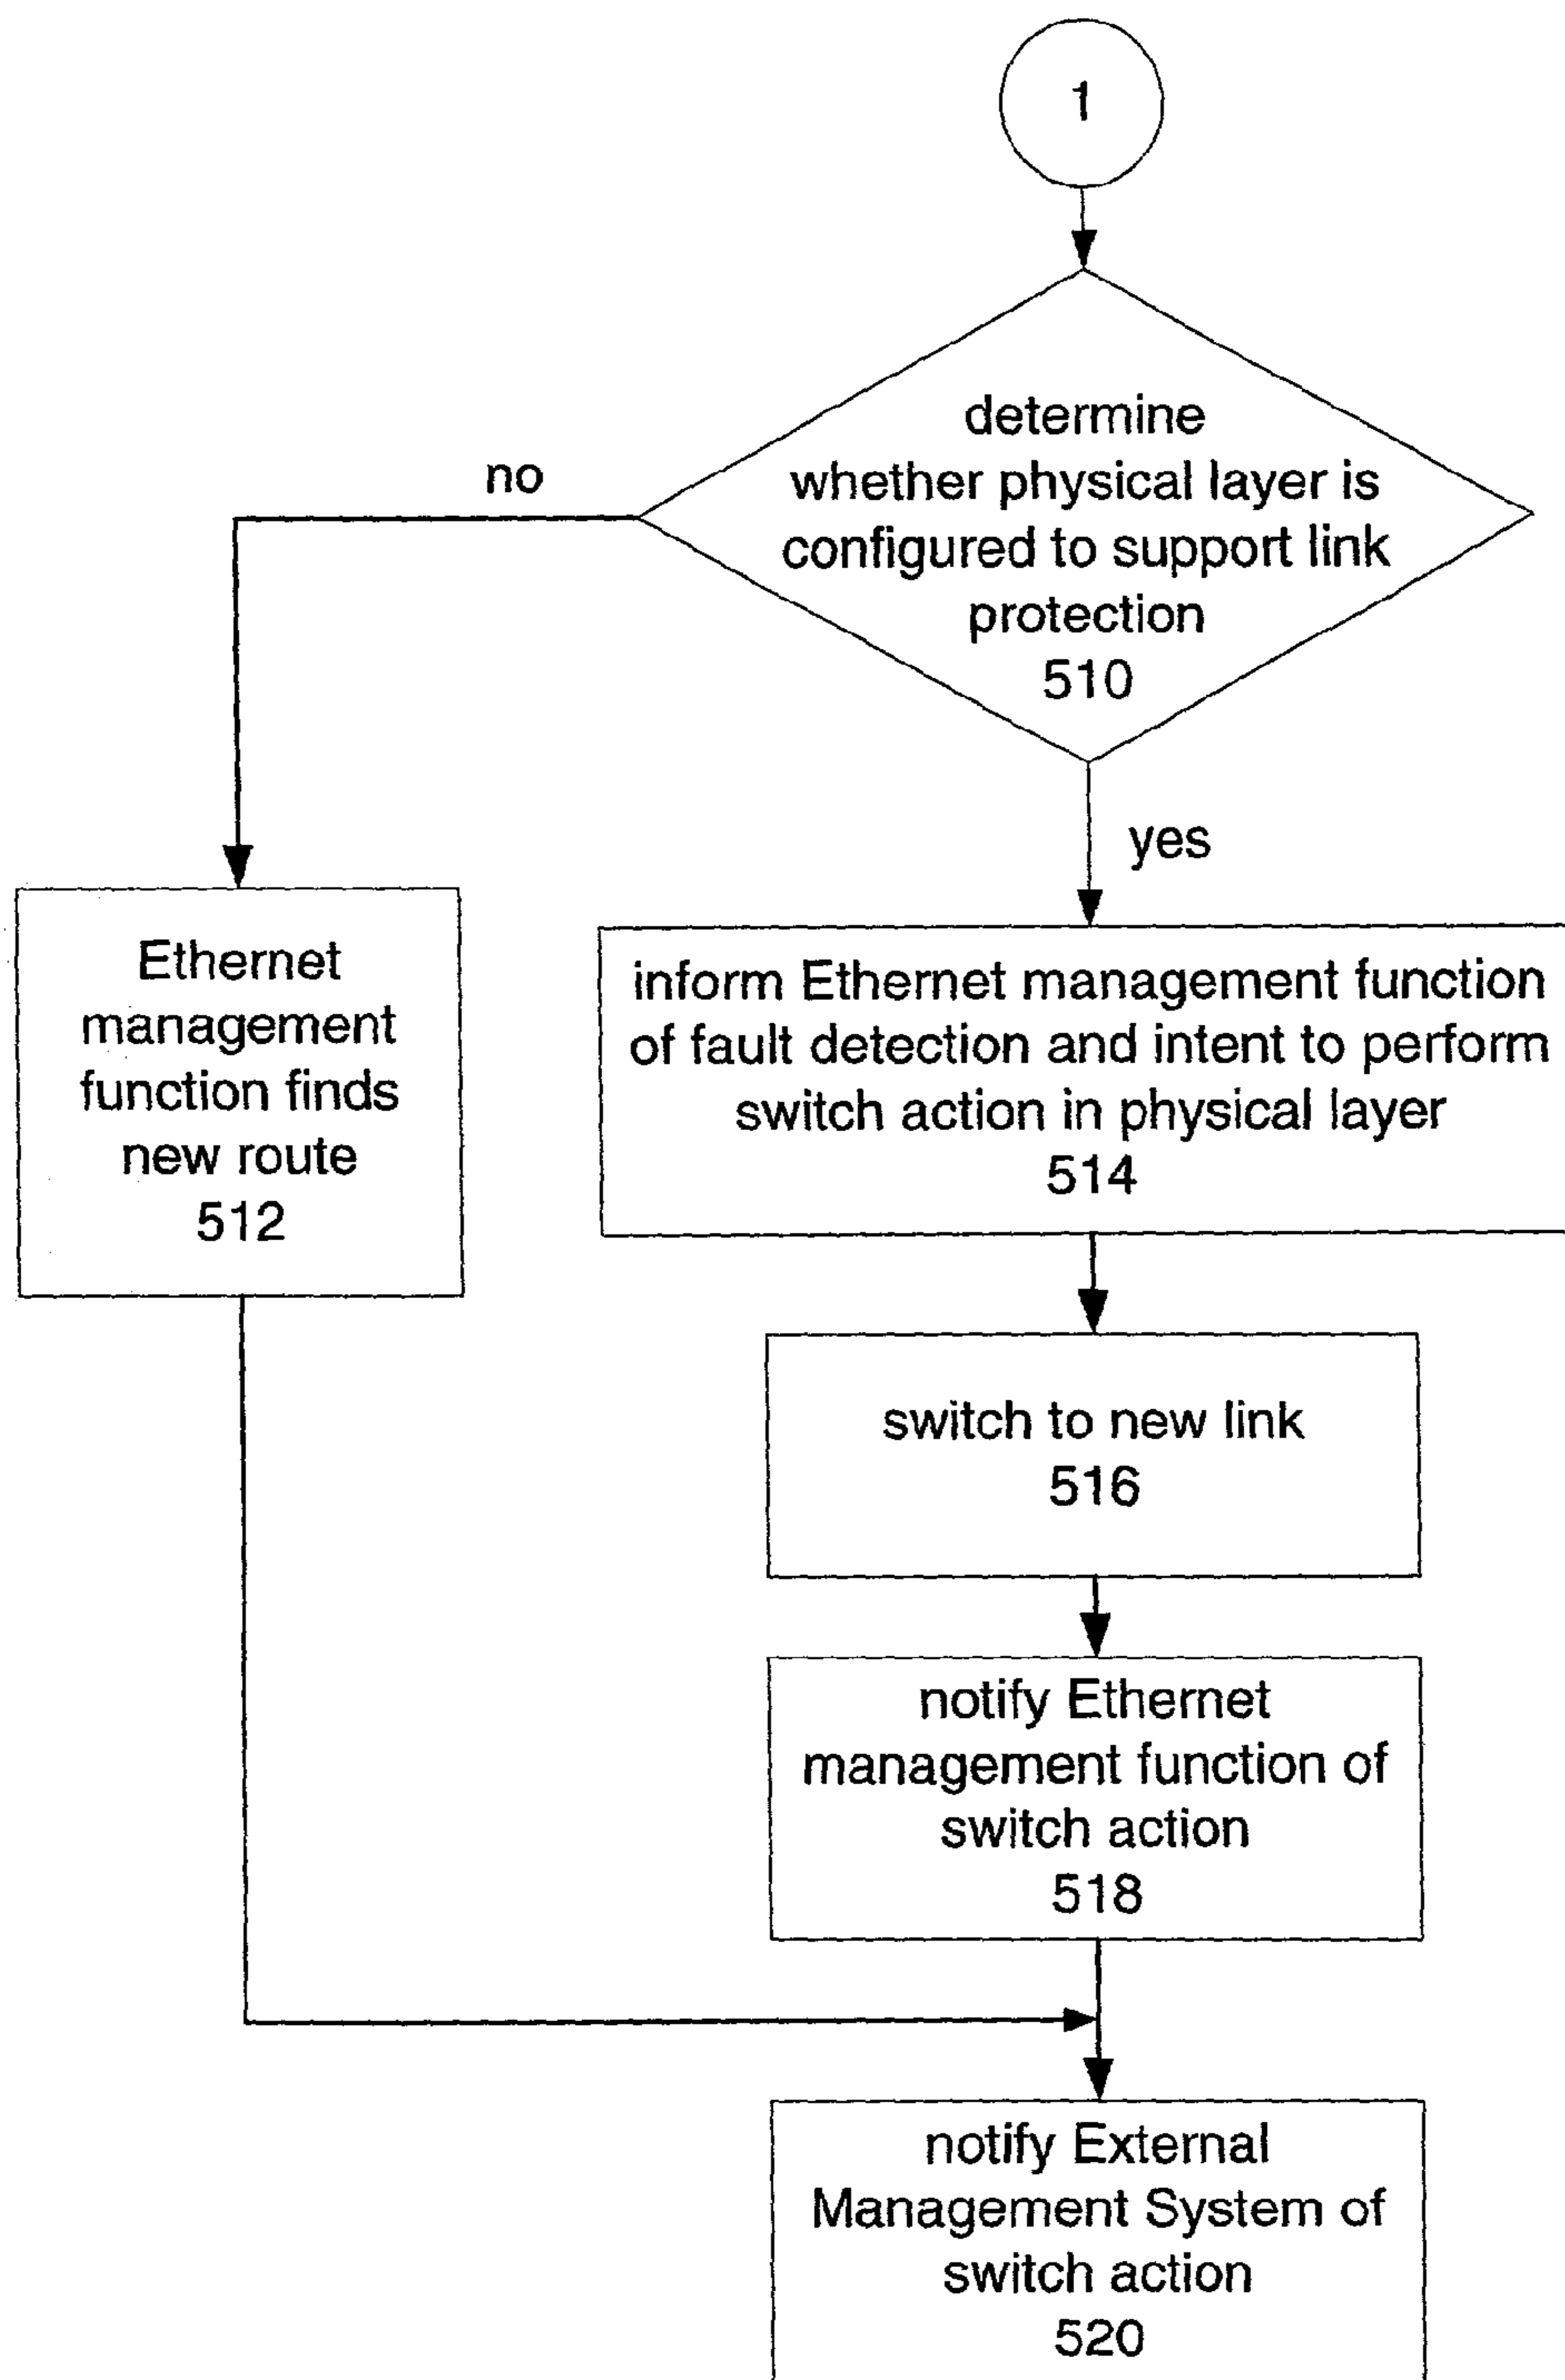 1
determine
whether physical layer is
configured to support link
protection
510
no
yes
Ethernet
management
function finds
new route
512
inform Ethernet management function
of fault detection and intent to perform
switch action in physical layer
514
switch to new link
516
notify Ethernet
management function of
switch action
518
notify External
Management System of
switch action
520